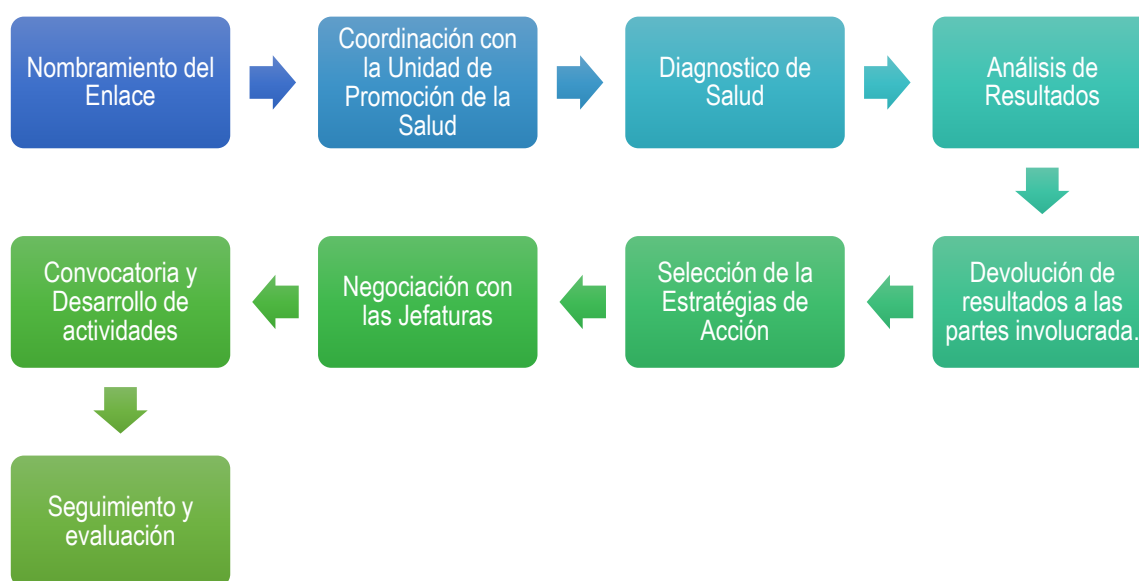 Nombramiento del
Enlace
Coordinación con
la Unidad de
Promoción de la
Salud
Diagnostico de
Salud
Análisis de
Resultados
Devolución de
resultados a las
partes involucrada.
Selección de la
Estratégias de
Acción
Negociación con
las Jefaturas
Convocatoria y
Desarrollo de
actividades
Seguimiento y
evaluación